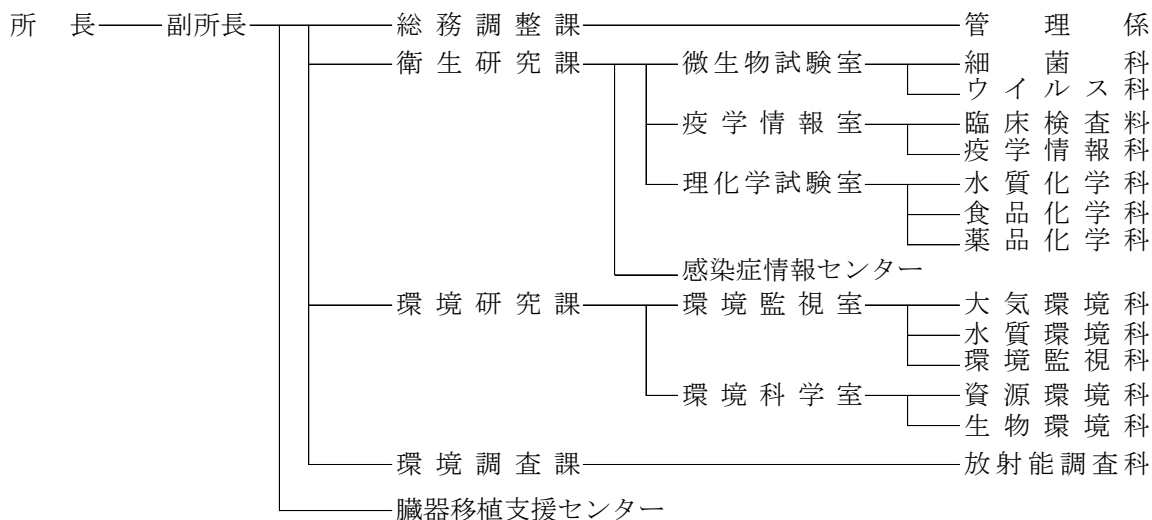 所長 副所長 総務調整課 管理係
衛生研究課 微生物試験室 細菌科
ウイルス科
疫学情報室 臨床検査料
疫学情報科
理化学試験室 水質化学科
食品化学科
薬品化学科
感染症情報センター
環境研究課 環境監視室 大気環境科
水質環境科
環境監視科
環境科学室 資源環境科
生物環境科
環境調査課 放射能調査科
臓器移植支援センター